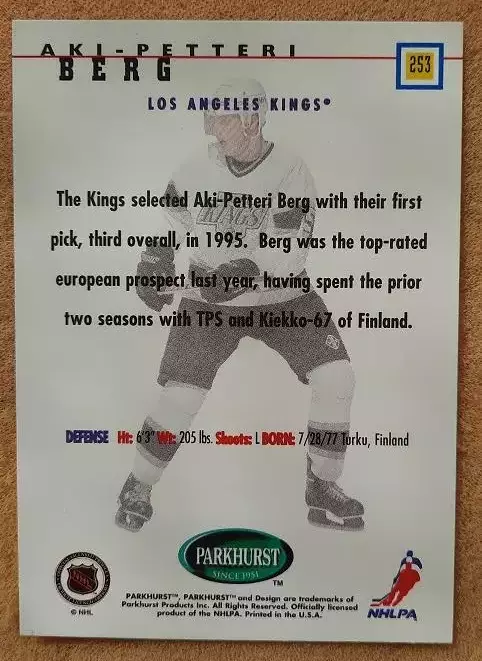 AKI-PETTERI
BERG
253
LOS ANGELES KINGS®
KINGS
The Kings selected Aki-Petteri Berg with their first
pick, third overall, in 1995. Berg was the top-rated
european prospect last year, having spent the prior
two seasons with TPS and Kiekko-67 of Finland.
DEFENSE Ht: 6'3" Wt: 205 lbs. Shoots: L BORN: 7/28/77 Turku, Finland
PARKHURST
SINCE 1951
TM
© NHL
PARKHURST™, PARKHURST™ and Design are trademarks of
Parkhurst Products Inc. All Rights Reserved. Officially licensed
product of the NHLPA. Printed in the U.S.A.
NHLPA